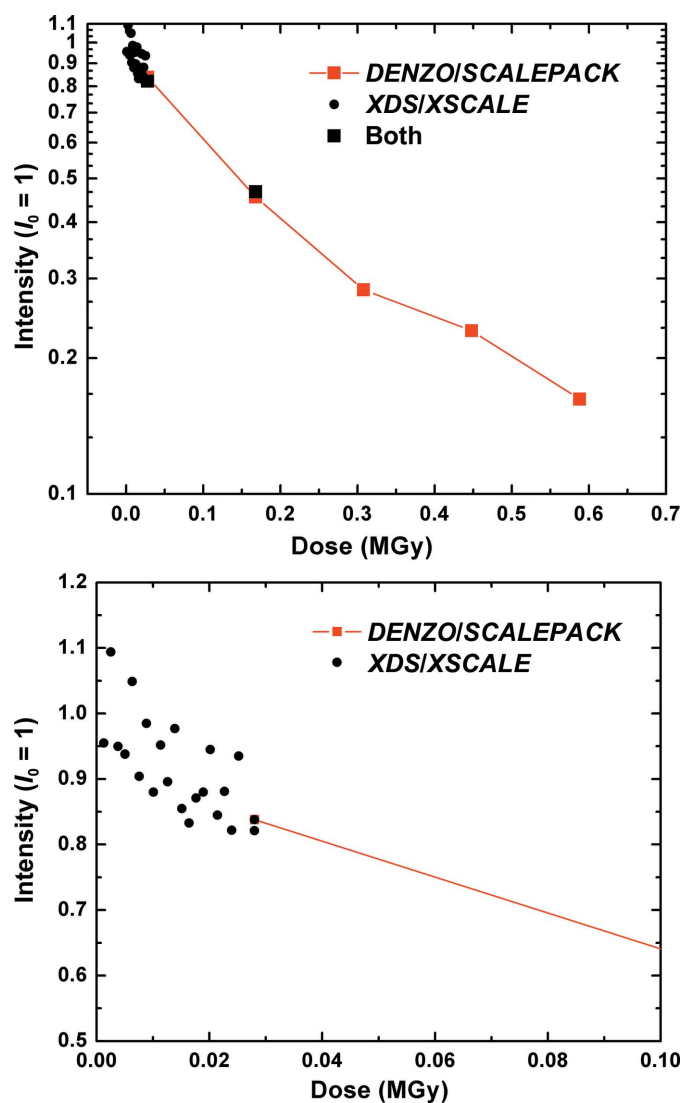 Intensity (I₀ = 1)
1.1
1
0.9
0.8
0.7
0.6
0.5
0.4
0.3
0.2
0.1
DENZO/SCALEPACK
XDS/XSCALE
Both
0.0 0.1 0.2 0.3 0.4 0.5 0.6 0.7
Dose (MGy)
Intensity (I₀ = 1)
1.2
1.1
1.0
0.9
0.8
0.7
0.6
0.5
DENZO/SCALEPACK
XDS/XSCALE
0.00 0.02 0.04 0.06 0.08 0.10
Dose (MGy)